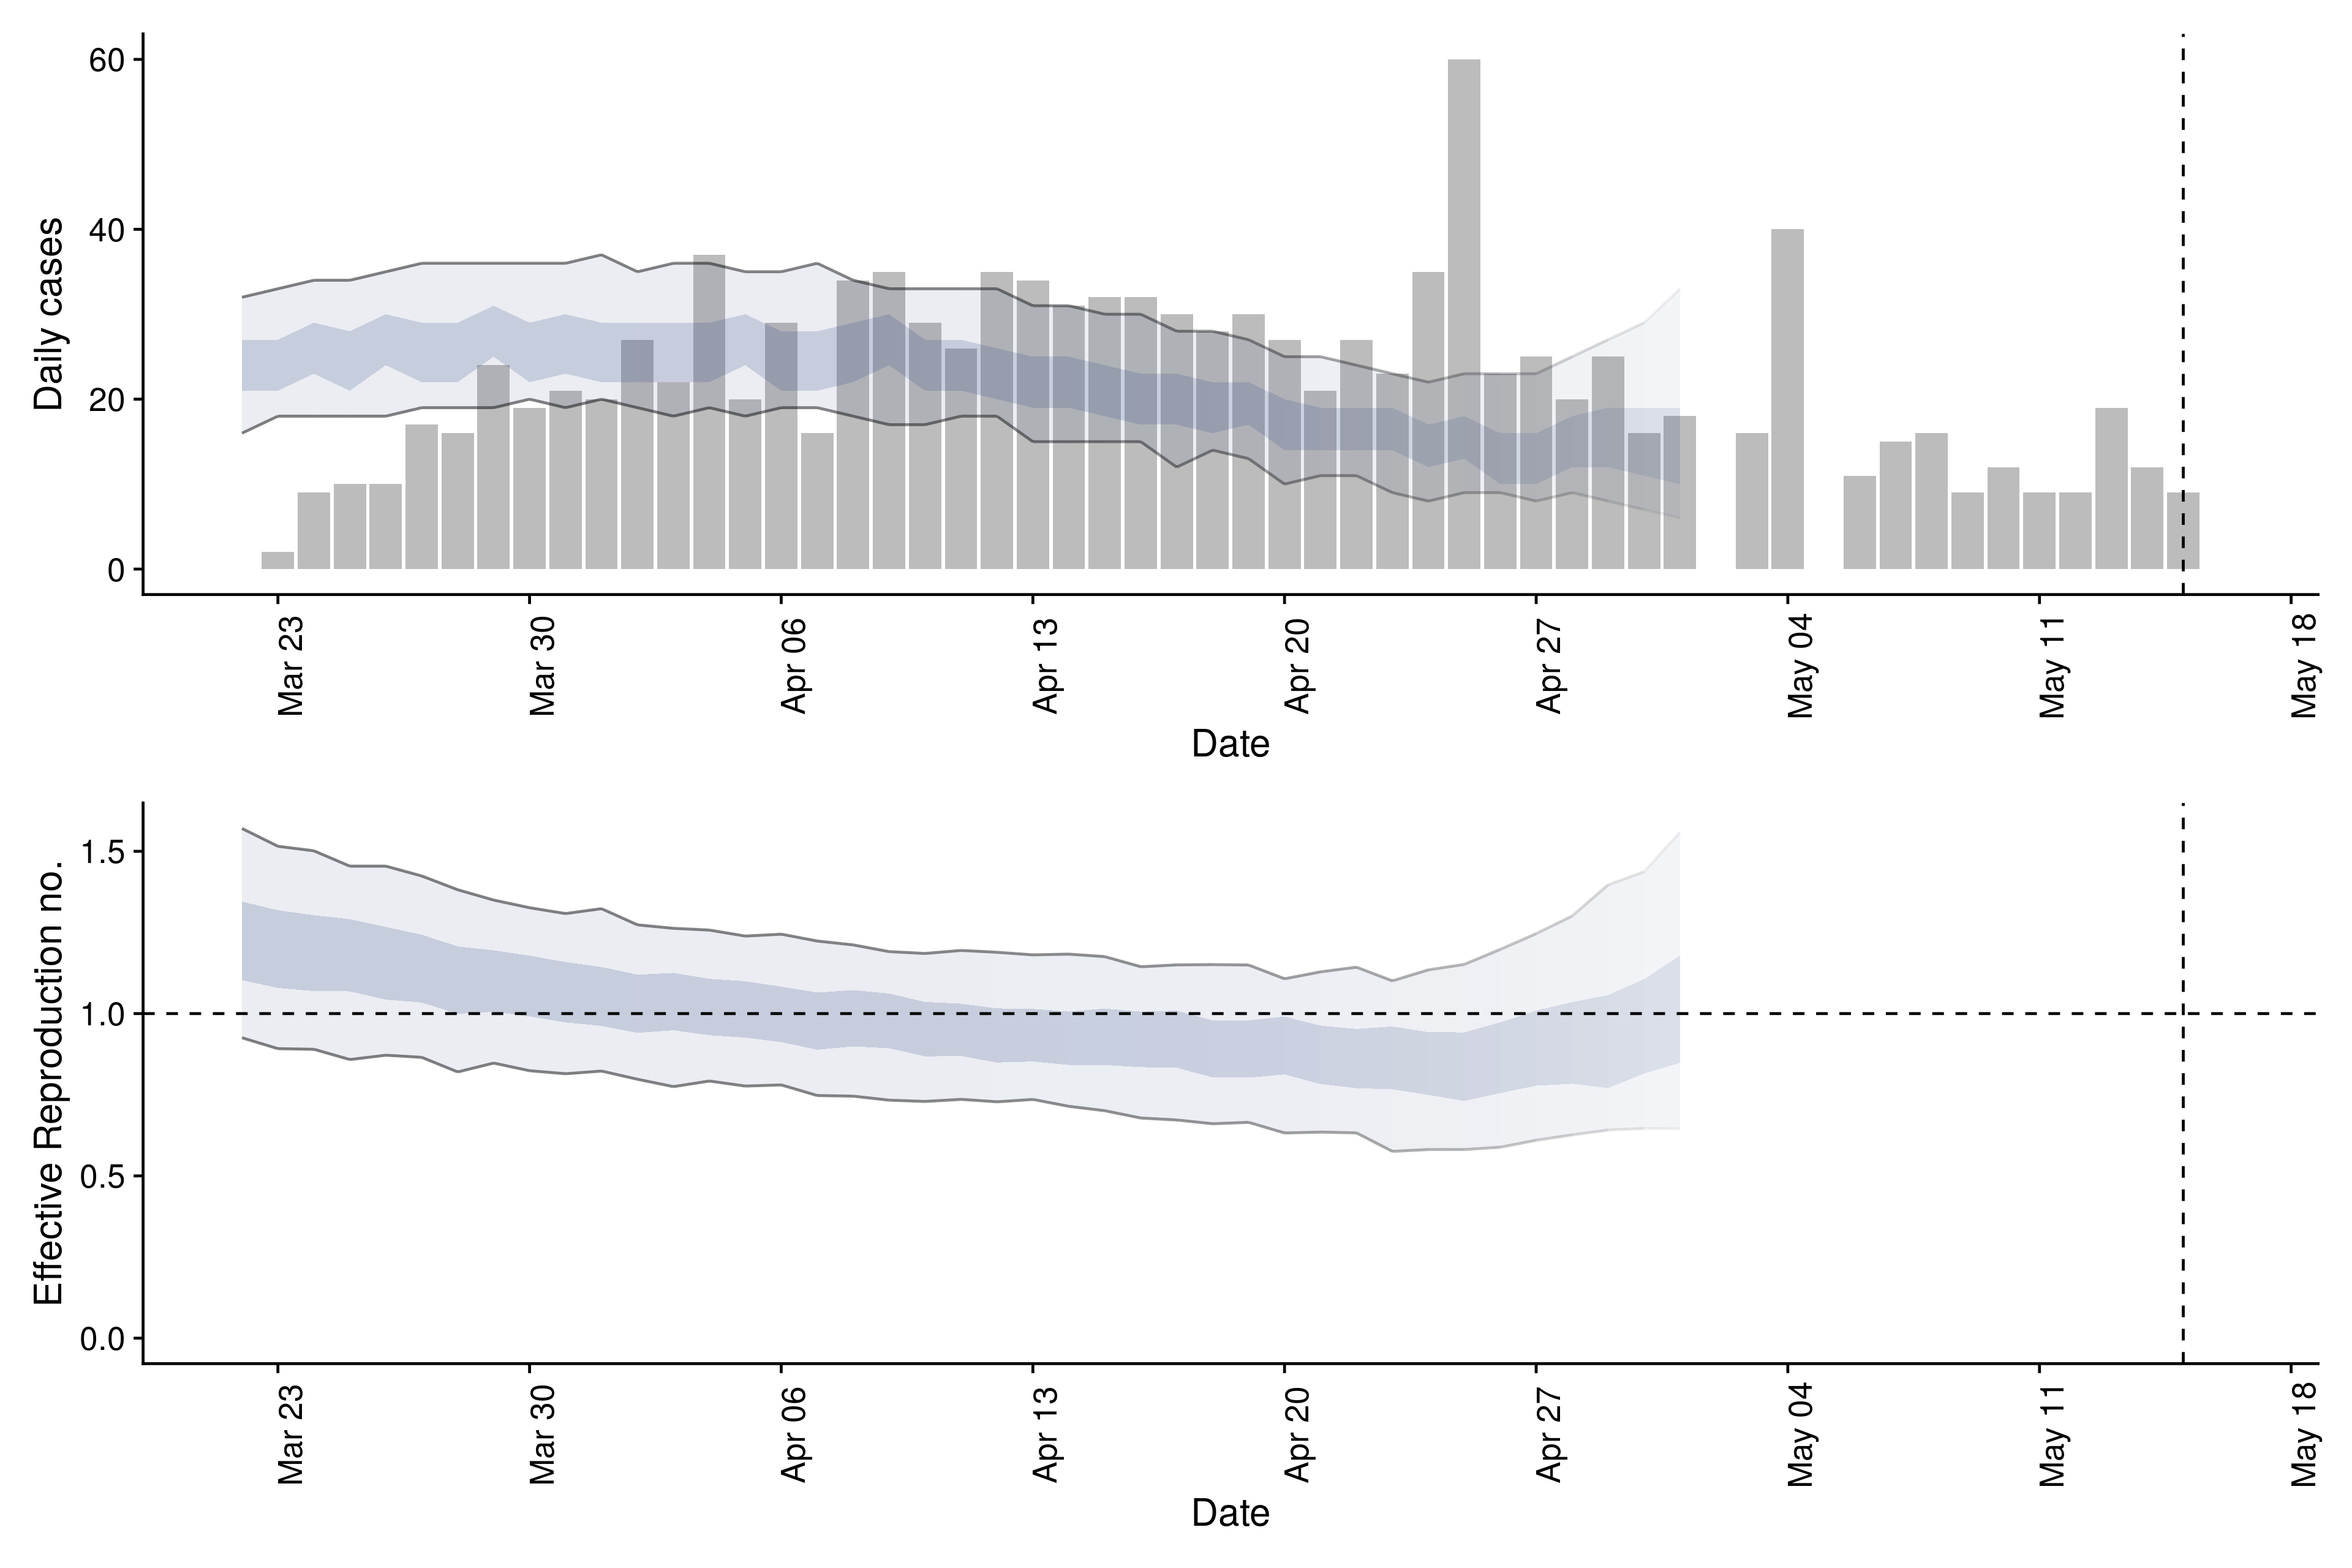 Daily cases
60
40
20
0
Mar 23
Mar 30
Apr 06
Apr 13
Apr 20
Apr 27
May 04
May 11
May 18
Date
Effective Reproduction no.
1.5
1.0
0.5
0.0
Mar 23
Mar 30
Apr 06
Apr 13
Apr 20
Apr 27
May 04
May 11
May 18
Date